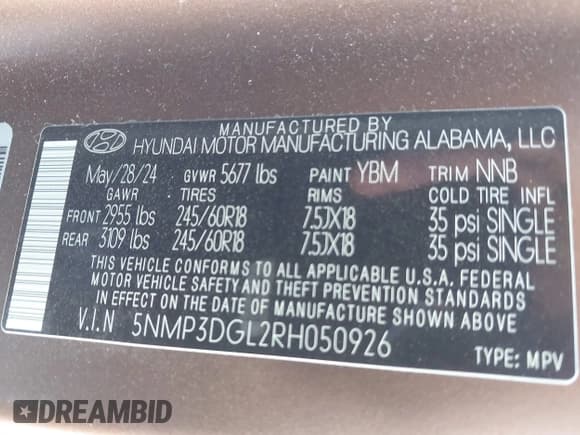 MANUFACTURED BY
HYUNDAI MOTOR MANUFACTURING ALABAMA, LLC
May/28/24 GVWR 5677 lbs PAINT YBM TRIM NNB
GAWR TIRES RIMS COLD TIRE INFL
FRONT 2955 lbs 245/60R18 7.5JX18 35 psi SINGLE
REAR 3109 lbs 245/60R18 7.5JX18 35 psi SINGLE
THIS VEHICLE CONFORMS TO ALL APPLICABLE U.S.A. FEDERAL
MOTOR VEHICLE SAFETY AND THEFT PREVENTION STANDARDS
IN EFFECT ON THE DATE OF MANUFACTURE SHOWN ABOVE.
V.I.N 5NMP3DGL2RH050926
TYPE: MPV
DREAMBID